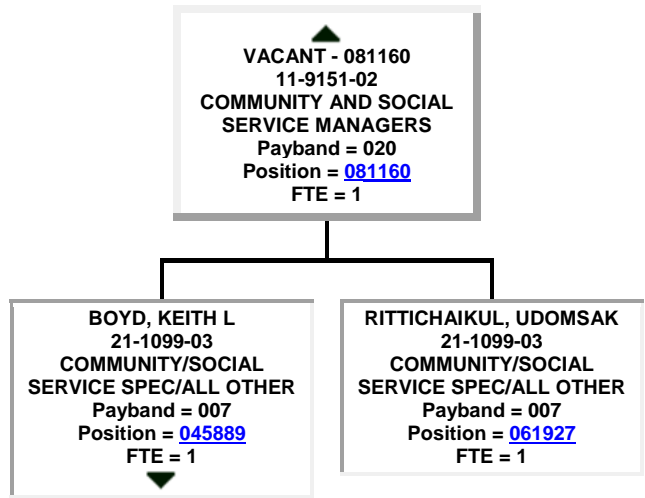 VACANT - 081160
11-9151-02
COMMUNITY AND SOCIAL
SERVICE MANAGERS
Payband = 020
Position = 081160
FTE = 1
BOYD, KEITH L
21-1099-03
COMMUNITY/SOCIAL
SERVICE SPEC/ALL OTHER
Payband = 007
Position = 045889
FTE = 1
RITTICHAIKUL, UDOMSAK
21-1099-03
COMMUNITY/SOCIAL
SERVICE SPEC/ALL OTHER
Payband = 007
Position = 061927
FTE = 1